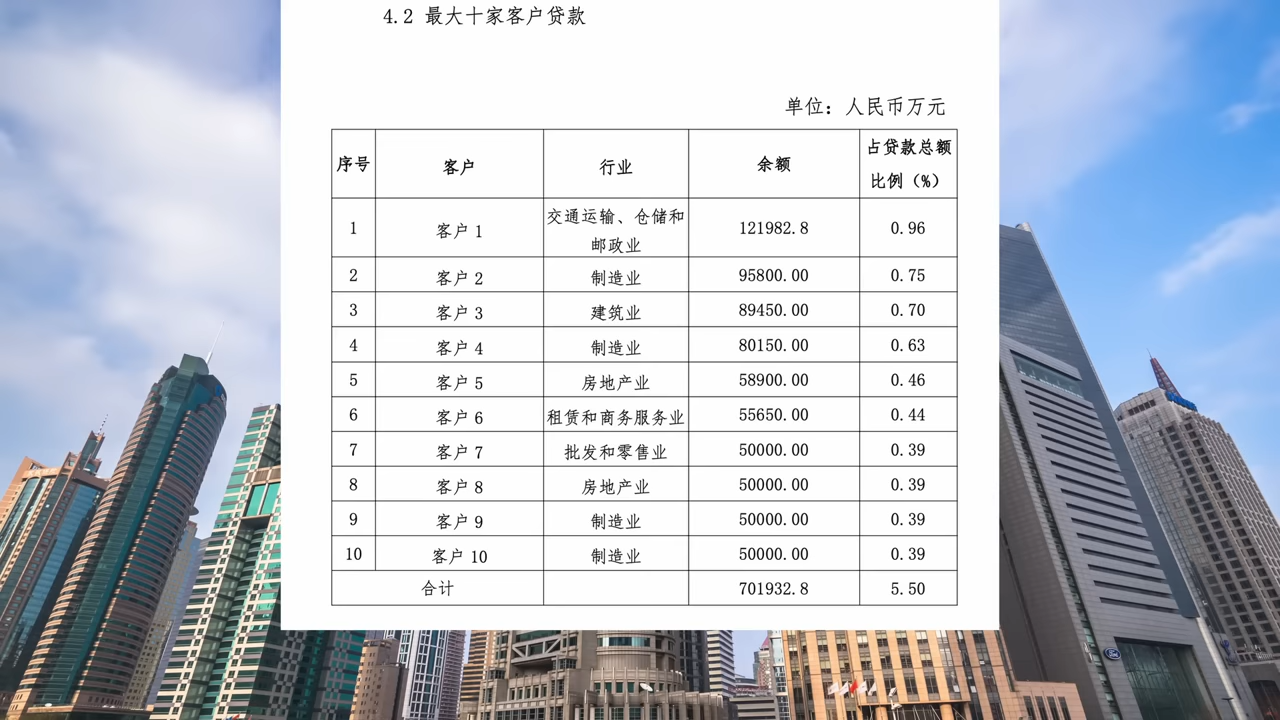 4.2 最大十家客户贷款
单位：人民币万元
序号 客户 行业 余额 占贷款总额比例（%）
1 客户 1 交通运输、仓储和邮政业 121982.8 0.96
2 客户 2 制造业 95800.00 0.75
3 客户 3 建筑业 89450.00 0.70
4 客户 4 制造业 80150.00 0.63
5 客户 5 房地产业 58900.00 0.46
6 客户 6 租赁和商务服务业 55650.00 0.44
7 客户 7 批发和零售业 50000.00 0.39
8 客户 8 房地产业 50000.00 0.39
9 客户 9 制造业 50000.00 0.39
10 客户 10 制造业 50000.00 0.39
合计 701932.8 5.50
Ford